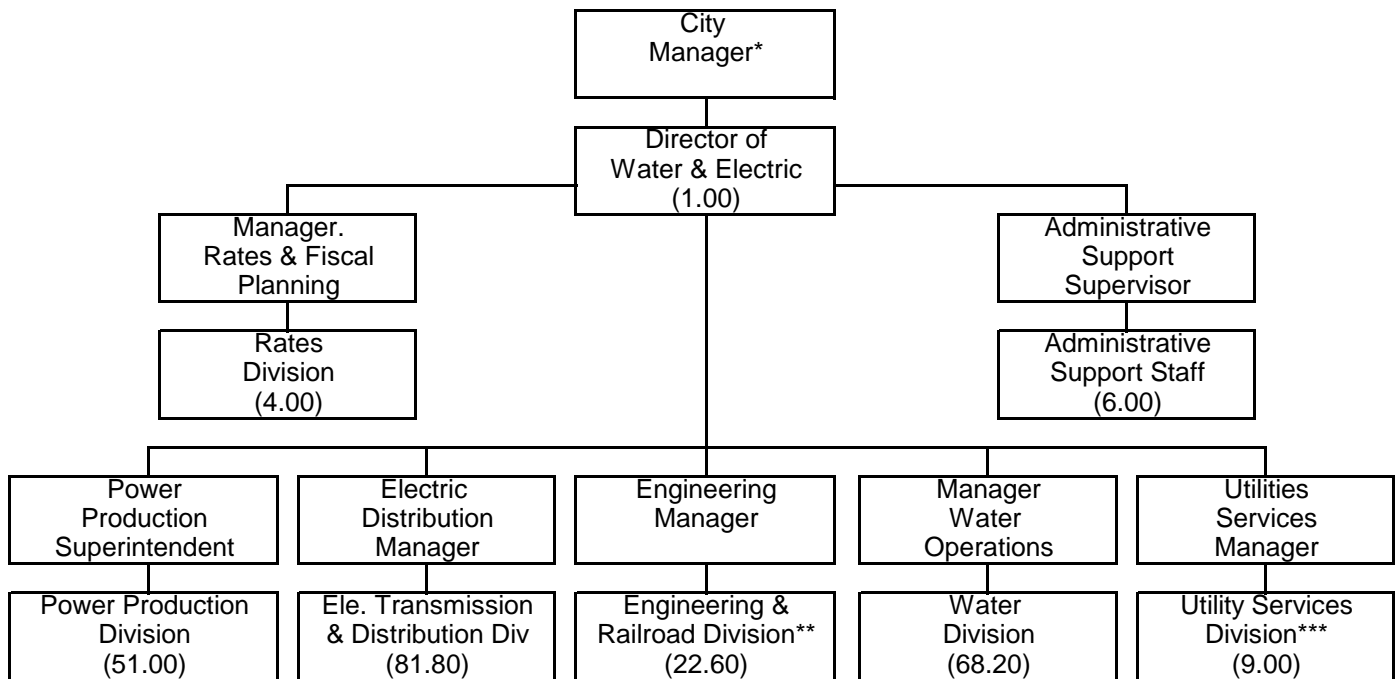 City
Manager*
Director of
Water & Electric
(1.00)
Manager.
Rates & Fiscal
Planning
Administrative
Support
Supervisor
Rates
Division
(4.00)
Administrative
Support Staff
(6.00)
Power
Production
Superintendent
Electric
Distribution
Manager
Engineering
Manager
Manager
Water
Operations
Utilities
Services
Manager
Power Production
Division
(51.00)
Ele. Transmission
& Distribution Div
(81.80)
Engineering &
Railroad Division**
(22.60)
Water
Division
(68.20)
Utility Services
Division***
(9.00)